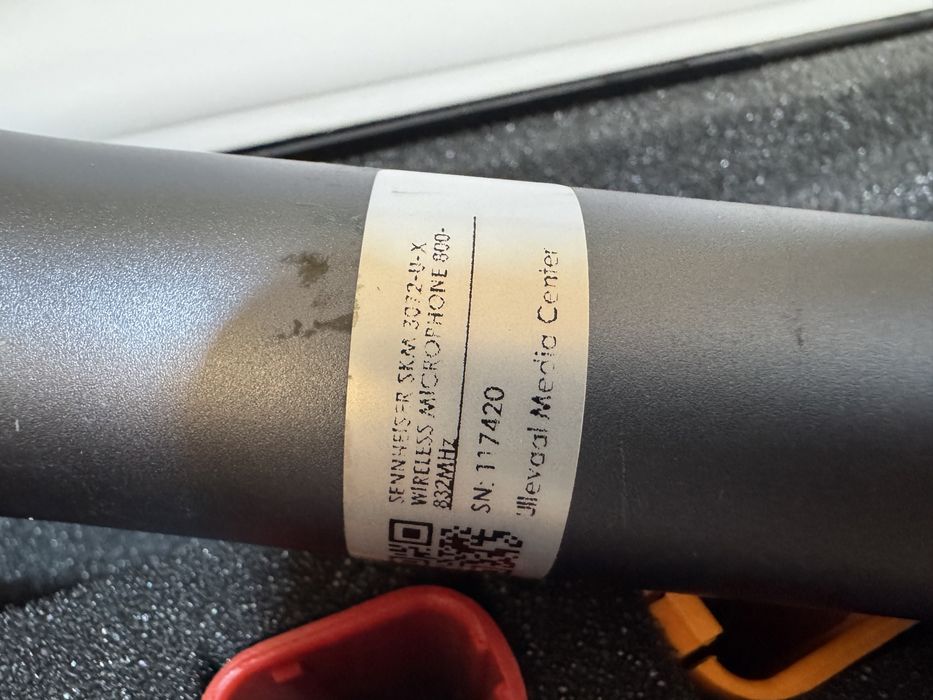 SENNHEISER SKM 3072-U-X
WIRELESS MICROPHONE 800-
832MHZ
SN: 117420
Ullevaal Media Center